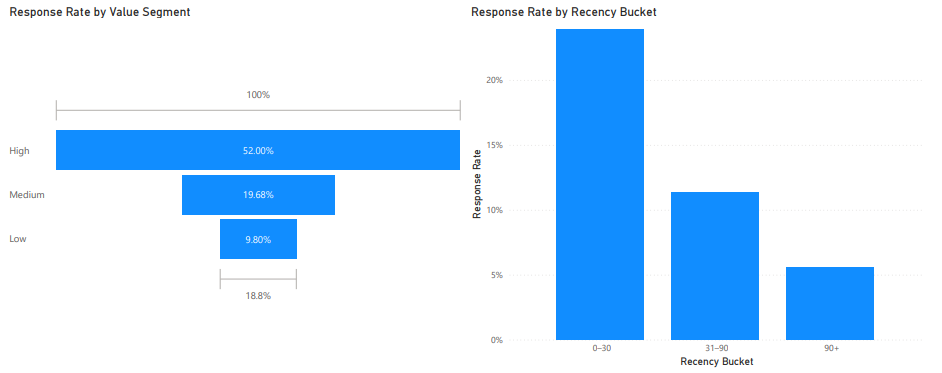 Response Rate by Value Segment
100%
High
52.00%
Medium
19.68%
Low
9.80%
18.8%
Response Rate by Recency Bucket
Response Rate
20%
15%
10%
5%
0%
0–30
31–90
90+
Recency Bucket